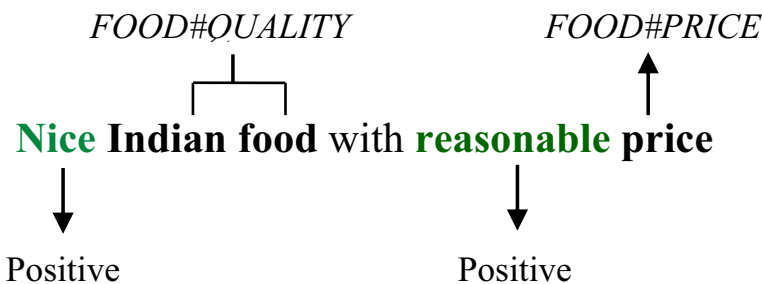 FOOD#QUALITY FOOD#PRICE
Nice Indian food with reasonable price
Positive Positive